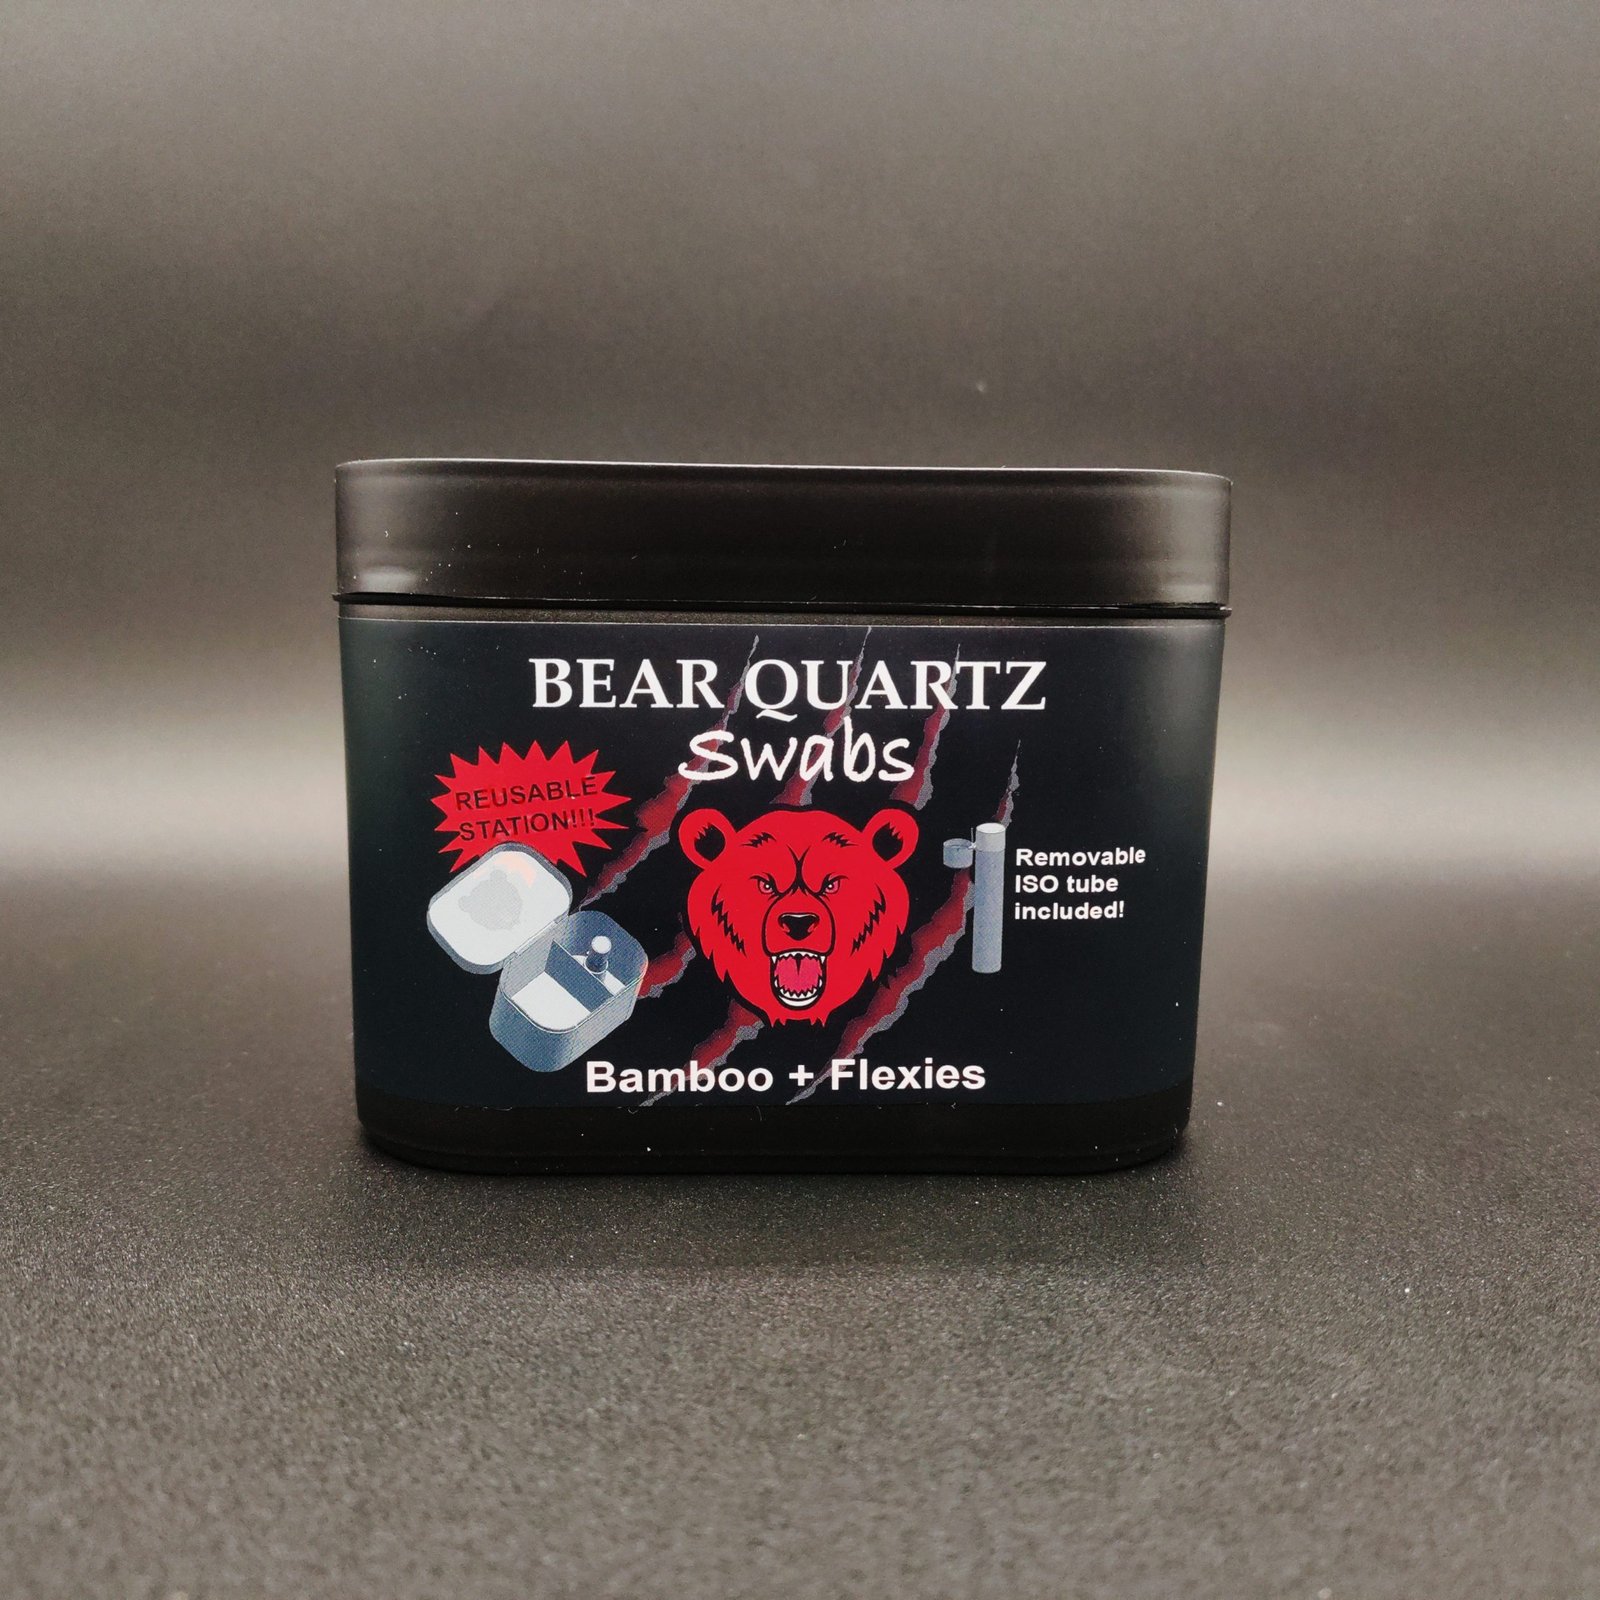 BEAR QUARTZ
Swabs
REUSABLE
STATION!!!
Removable
ISO tube
included!
Bamboo + Flexies